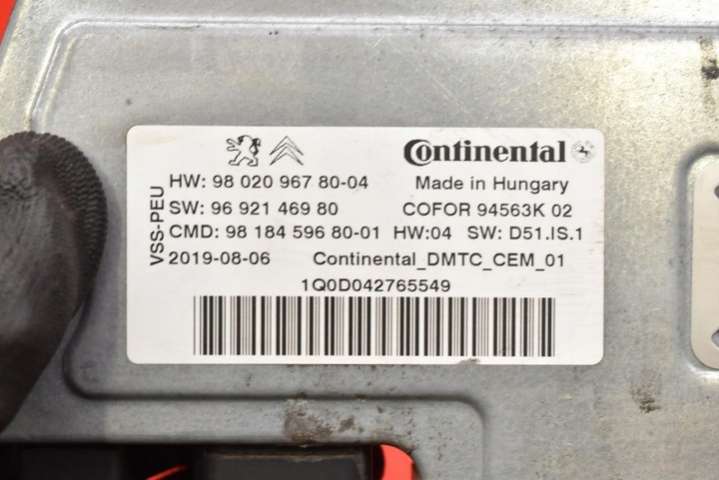 Continental
HW: 98 020 967 80-04 Made in Hungary
SW: 96 921 469 80 COFOR 94563K 02
CMD: 98 184 596 80-01 HW:04 SW: D51.IS.1
2019-08-06 Continental_DMTC_CEM_01
VSS-PEU
1Q0D042765549